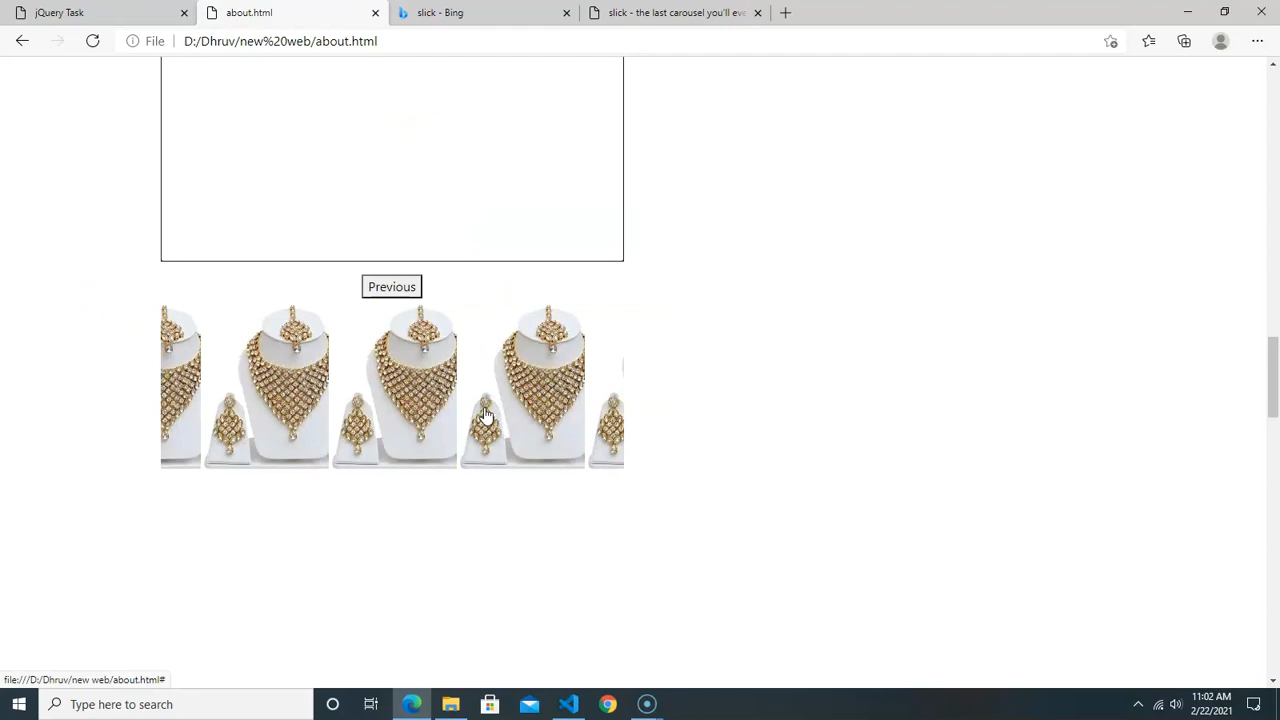 jQuery Task
about.html
slick - Bing
slick - the last carousel you'll eve
File
D:/Dhruv/new%20web/about.html
Previous
file:///D:/Dhruv/new web/about.html#
Type here to search
11:02 AM
2/22/2021